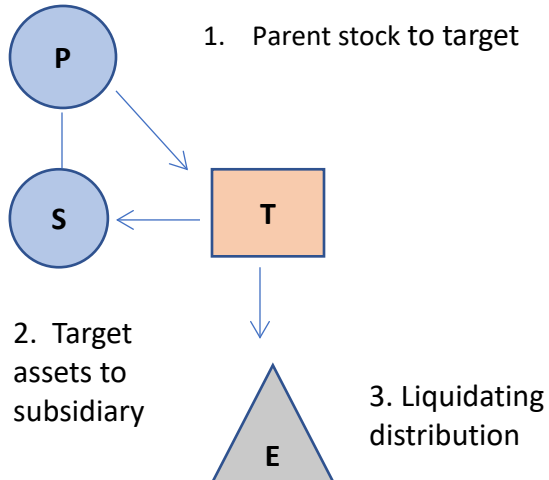 1. Parent stock to target
P
S
T
2. Target
assets to
subsidiary
3. Liquidating
distribution
E